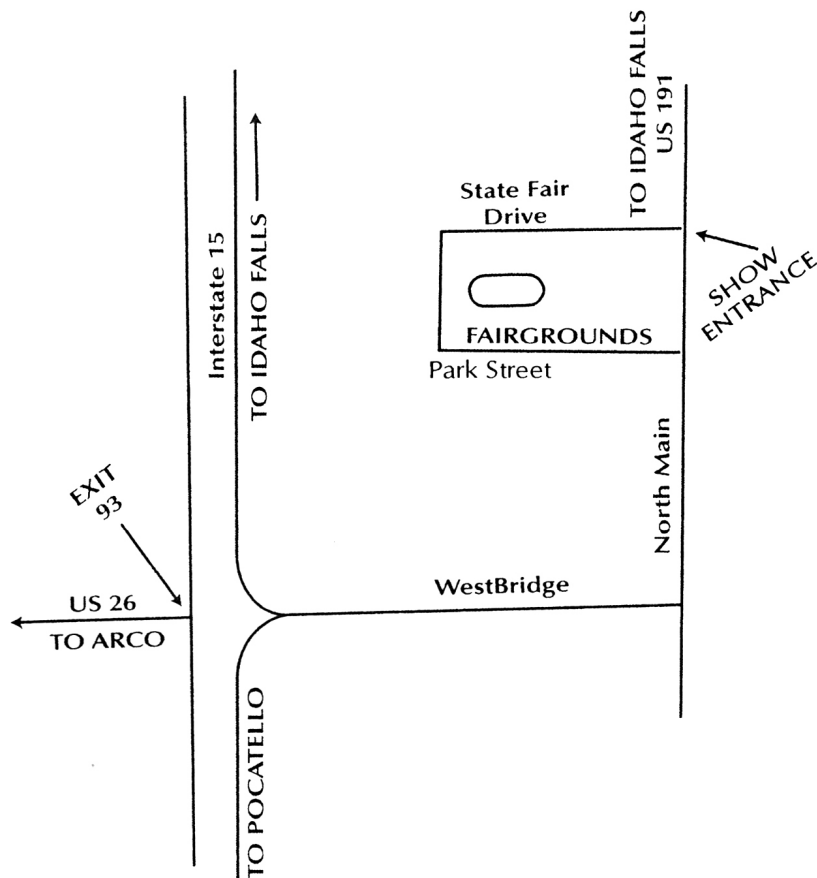 TO IDAHO FALLS
US 191
State Fair
Drive
SHOW
ENTRANCE
Interstate 15
TO IDAHO FALLS
FAIRGROUNDS
Park Street
North Main
EXIT
93
WestBridge
US 26
TO ARCO
TO POCATELLO